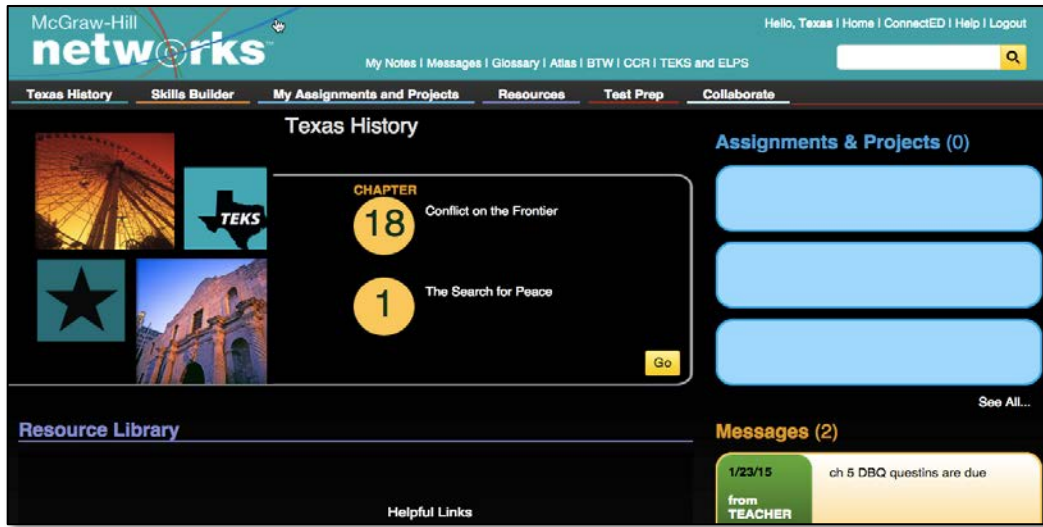 McGraw-Hill
netw●rks™
Hello, Texas | Home | ConnectED | Help | Logout
My Notes | Messages | Glossary | Atlas | BTW | CCR | TEKS and ELPS
Texas History Skills Builder My Assignments and Projects Resources Test Prep Collaborate
Texas History
TEKS
CHAPTER
18 Conflict on the Frontier
1 The Search for Peace
Go
Assignments & Projects (0)
See All...
Resource Library
Helpful Links
Messages (2)
1/23/15 ch 5 DBQ questins are due
from
TEACHER